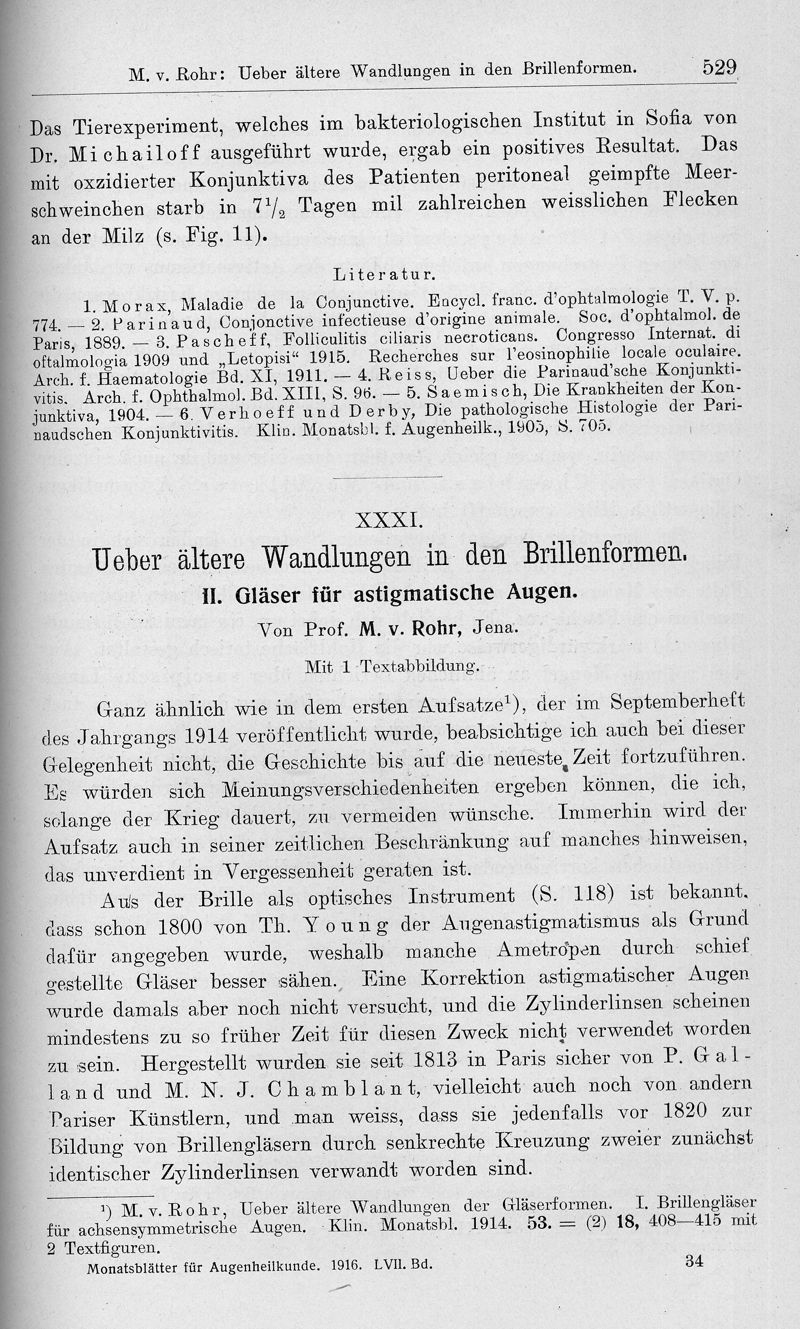 M. v. Rohr: Ueber ältere Wandlungen in den Brillenformen. 529
Das Tierexperiment, welches im bakteriologischen Institut in Sofia von
Dr. Michailoff ausgeführt wurde, ergab ein positives Resultat. Das
mit oxzidierter Konjunktiva des Patienten peritoneal geimpfte Meer-
schweinchen starb in 7½ Tagen mil zahlreichen weisslichen Flecken
an der Milz (s. Fig. 11).
Literatur.
1. Morax, Maladie de la Conjunctive. Encycl. franc. d'ophtalmologie T. V. p.
774. — 2. Parinaud, Conjonctive infectieuse d'origine animale. Soc. d'ophtalmol. de
Paris, 1889. — 3. Pascheff, Folliculitis ciliaris necroticans. Congresso Internat. di
oftalmologia 1909 und „Letopisi“ 1915. Recherches sur l'eosinophilie locale oculaire.
Arch. f. Haematologie Bd. XI, 1911. — 4. Reiss, Ueber die Parinaud'sche Konjunkti-
vitis. Arch. f. Ophthalmol. Bd. XIII, S. 96. — 5. Saemisch, Die Krankheiten der Kon-
junktiva, 1904. — 6. Verhoeff und Derby, Die pathologische Histologie der Pari-
naudschen Konjunktivitis. Klin. Monatsbl. f. Augenheilk., 1905, S. 705.
XXXI.
Ueber ältere Wandlungen in den Brillenformen.
II. Gläser für astigmatische Augen.
Von Prof. M. v. Rohr, Jena.
Mit 1 Textabbildung.
Ganz ähnlich wie in dem ersten Aufsatze¹), der im Septemberheft
des Jahrgangs 1914 veröffentlicht wurde, beabsichtige ich auch bei dieser
Gelegenheit nicht, die Geschichte bis auf die neueste Zeit fortzuführen.
Es würden sich Meinungsverschiedenheiten ergeben können, die ich,
solange der Krieg dauert, zu vermeiden wünsche. Immerhin wird der
Aufsatz auch in seiner zeitlichen Beschränkung auf manches hinweisen,
das unverdient in Vergessenheit geraten ist.
Aus der Brille als optisches Instrument (S. 118) ist bekannt,
dass schon 1800 von Th. Young der Augenastigmatismus als Grund
dafür angegeben wurde, weshalb manche Ametropen durch schief
gestellte Gläser besser sähen. Eine Korrektion astigmatischer Augen
wurde damals aber noch nicht versucht, und die Zylinderlinsen scheinen
mindestens zu so früher Zeit für diesen Zweck nicht verwendet worden
zu sein. Hergestellt wurden sie seit 1813 in Paris sicher von P. Gal-
land und M. N. J. Chamblant, vielleicht auch noch von andern
Pariser Künstlern, und man weiss, dass sie jedenfalls vor 1820 zur
Bildung von Brillengläsern durch senkrechte Kreuzung zweier zunächst
identischer Zylinderlinsen verwandt worden sind.
¹) M. v. Rohr, Ueber ältere Wandlungen der Gläserformen. I. Brillengläser
für achsensymmetrische Augen. Klin. Monatsbl. 1914. 53. = (2) 18, 408—415 mit
2 Textfiguren.
Monatsblätter für Augenheilkunde. 1916. LVII. Bd. 34